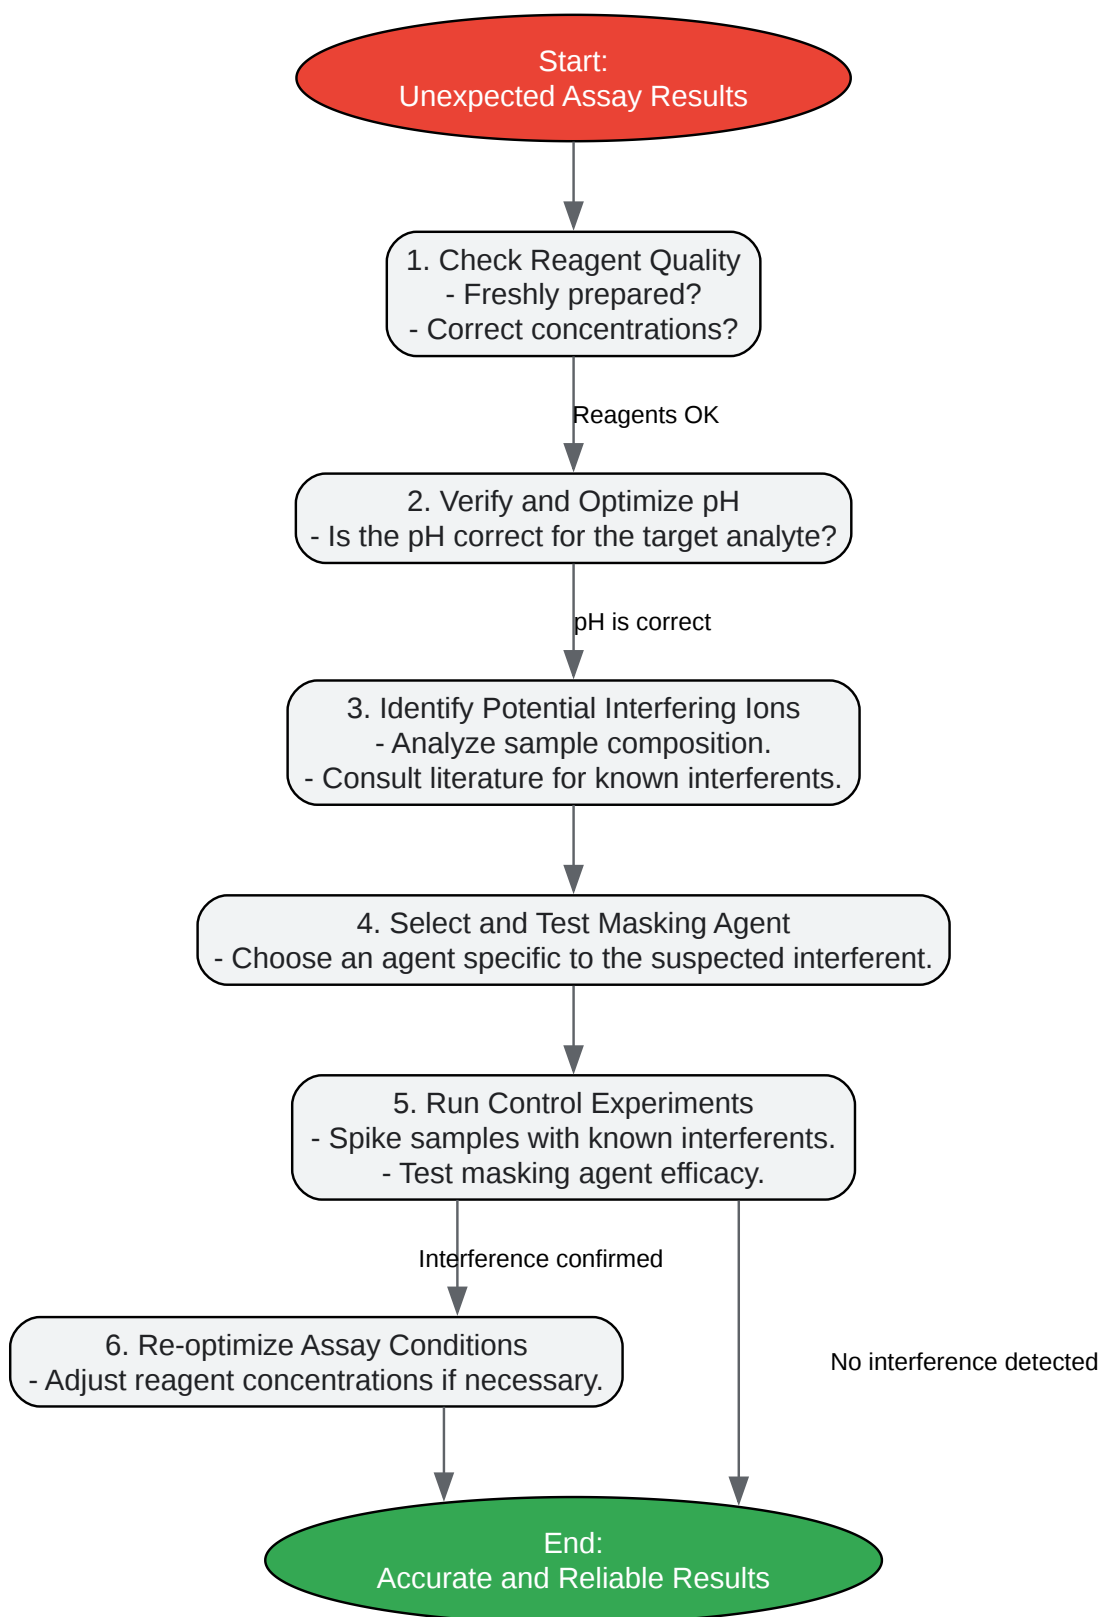 Start:
Unexpected Assay Results
1. Check Reagent Quality
- Freshly prepared?
- Correct concentrations?
Reagents OK
2. Verify and Optimize pH
- Is the pH correct for the target analyte?
pH is correct
3. Identify Potential Interfering Ions
- Analyze sample composition.
- Consult literature for known interferents.
4. Select and Test Masking Agent
- Choose an agent specific to the suspected interferent.
5. Run Control Experiments
- Spike samples with known interferents.
- Test masking agent efficacy.
Interference confirmed
6. Re-optimize Assay Conditions
- Adjust reagent concentrations if necessary.
No interference detected
End:
Accurate and Reliable Results